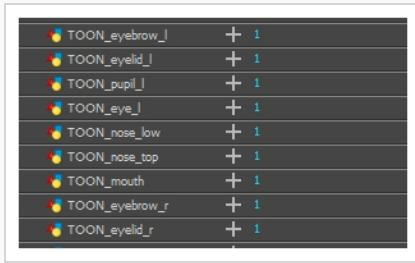 TOON_eyebrow_l 1
TOON_eyelid_l 1
TOON_pupil_l 1
TOON_eye_l 1
TOON_nose_low 1
TOON_nose_top 1
TOON_mouth 1
TOON_eyebrow_r 1
TOON_eyelid_r 1